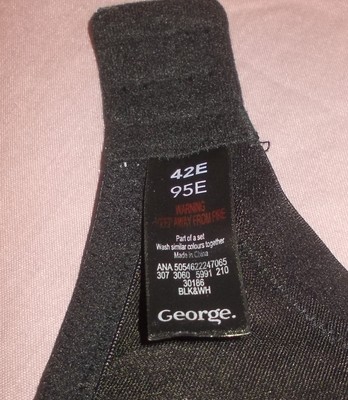 42E
95E
WARNING
KEEP AWAY FROM FIRE
Part of a set
Wash similar colours together
Made in China
ANA 5054622247065
307 3060 5991 210
30186
BLK&WH
George.